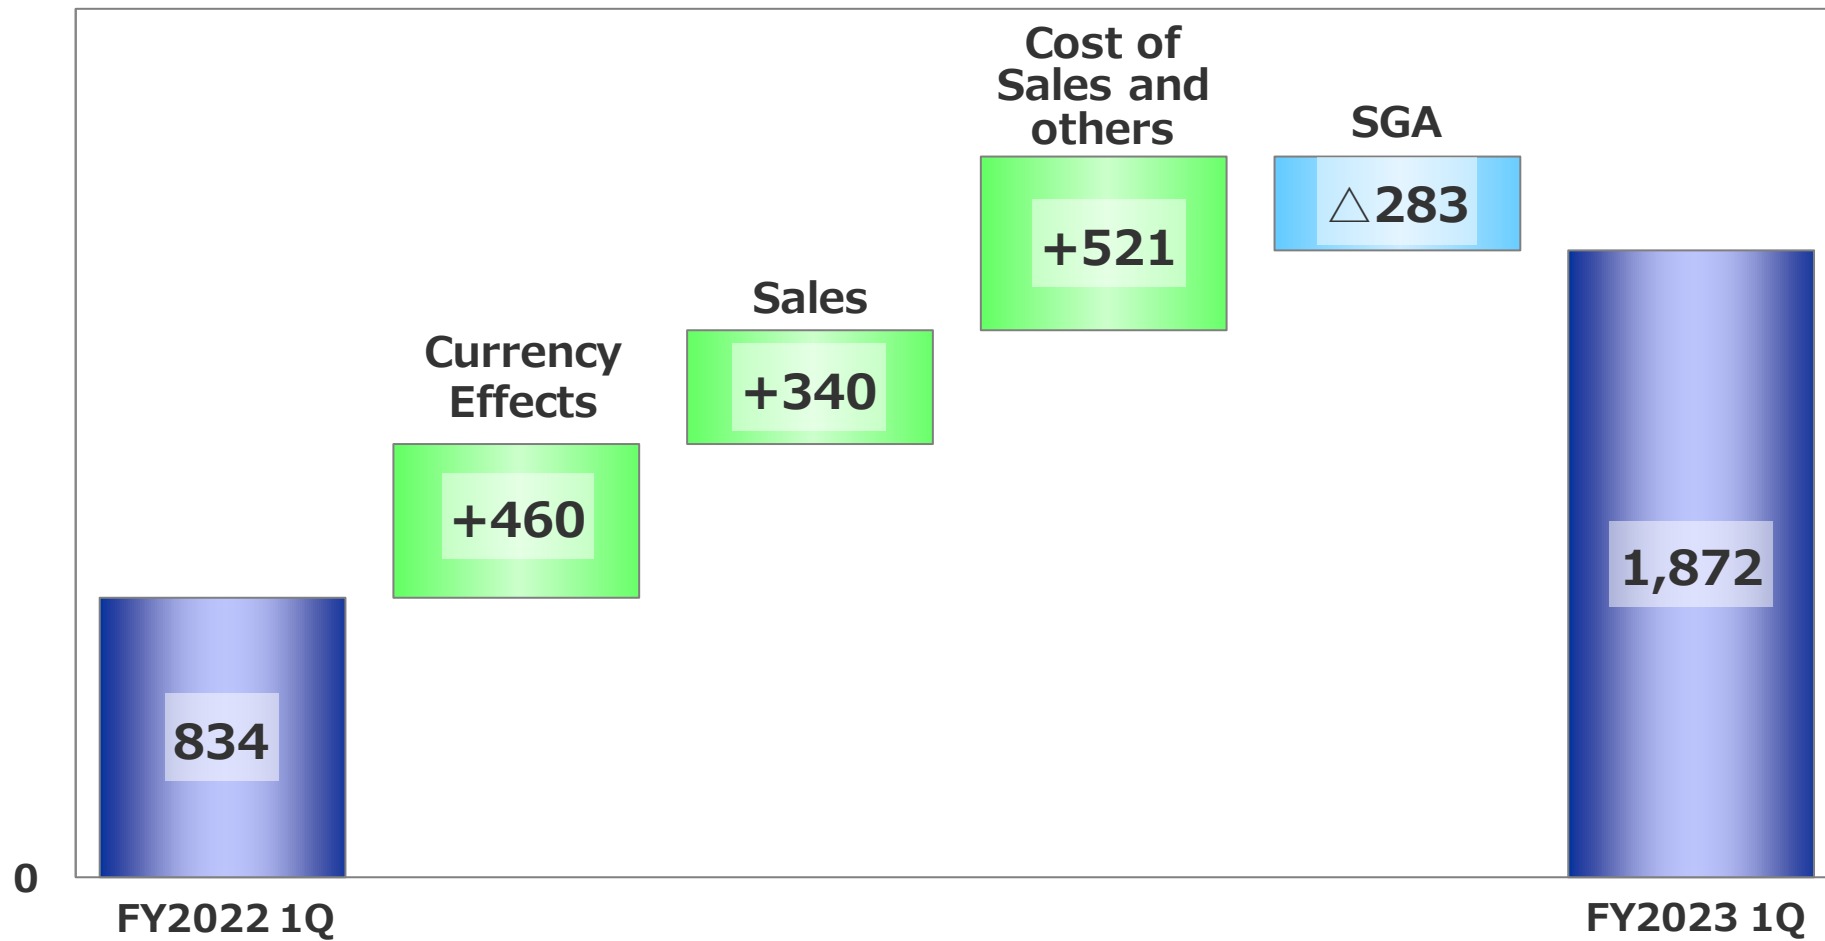 Cost of
Sales and
others
SGA
△283
+521
Sales
+340
Currency
Effects
+460
1,872
834
0
FY2022 1Q
FY2023 1Q